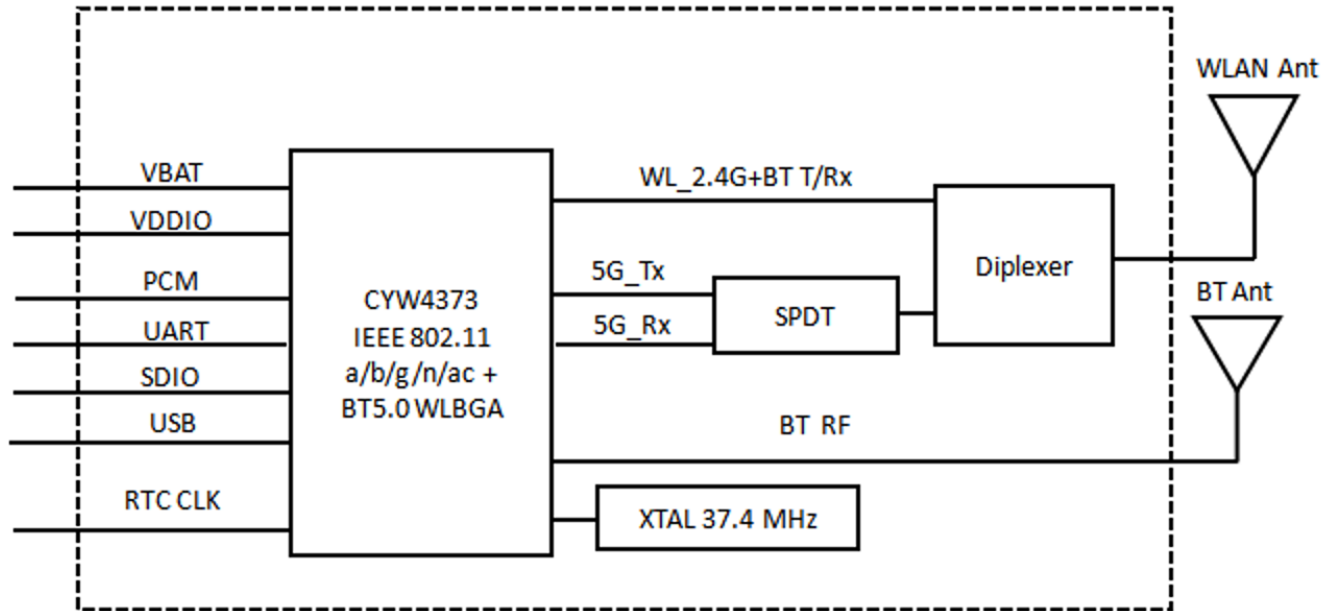 WLAN Ant
VBAT
WL_2.4G+BT T/Rx
VDDIO
5G_Tx
Diplexer
PCM
CYW4373
IEEE 802.11
a/b/g/n/ac +
BT5.0 WLBGA
SPDT
BT Ant
UART
5G_Rx
SDIO
USB
BT RF
RTC CLK
XTAL 37.4 MHz